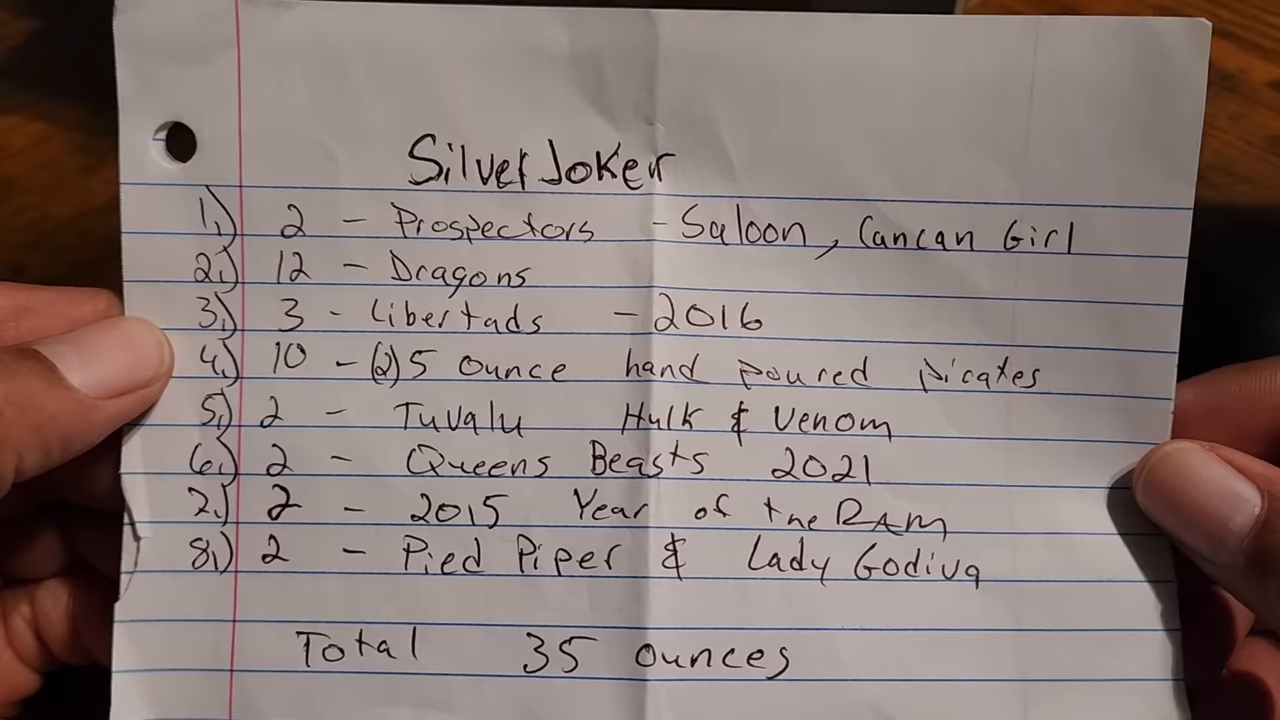 Silver Joker
1.) 2 - Prospectors - Saloon, Cancan Girl
2.) 12 - Dragons
3.) 3 - Libertads - 2016
4.) 10 - (2) 5 ounce hand poured pirates
5.) 2 - Tuvalu Hulk & Venom
6.) 2 - Queens Beasts 2021
7.) 2 - 2015 Year of the RAM
8.) 2 - Pied Piper & Lady Godiva
Total 35 ounces